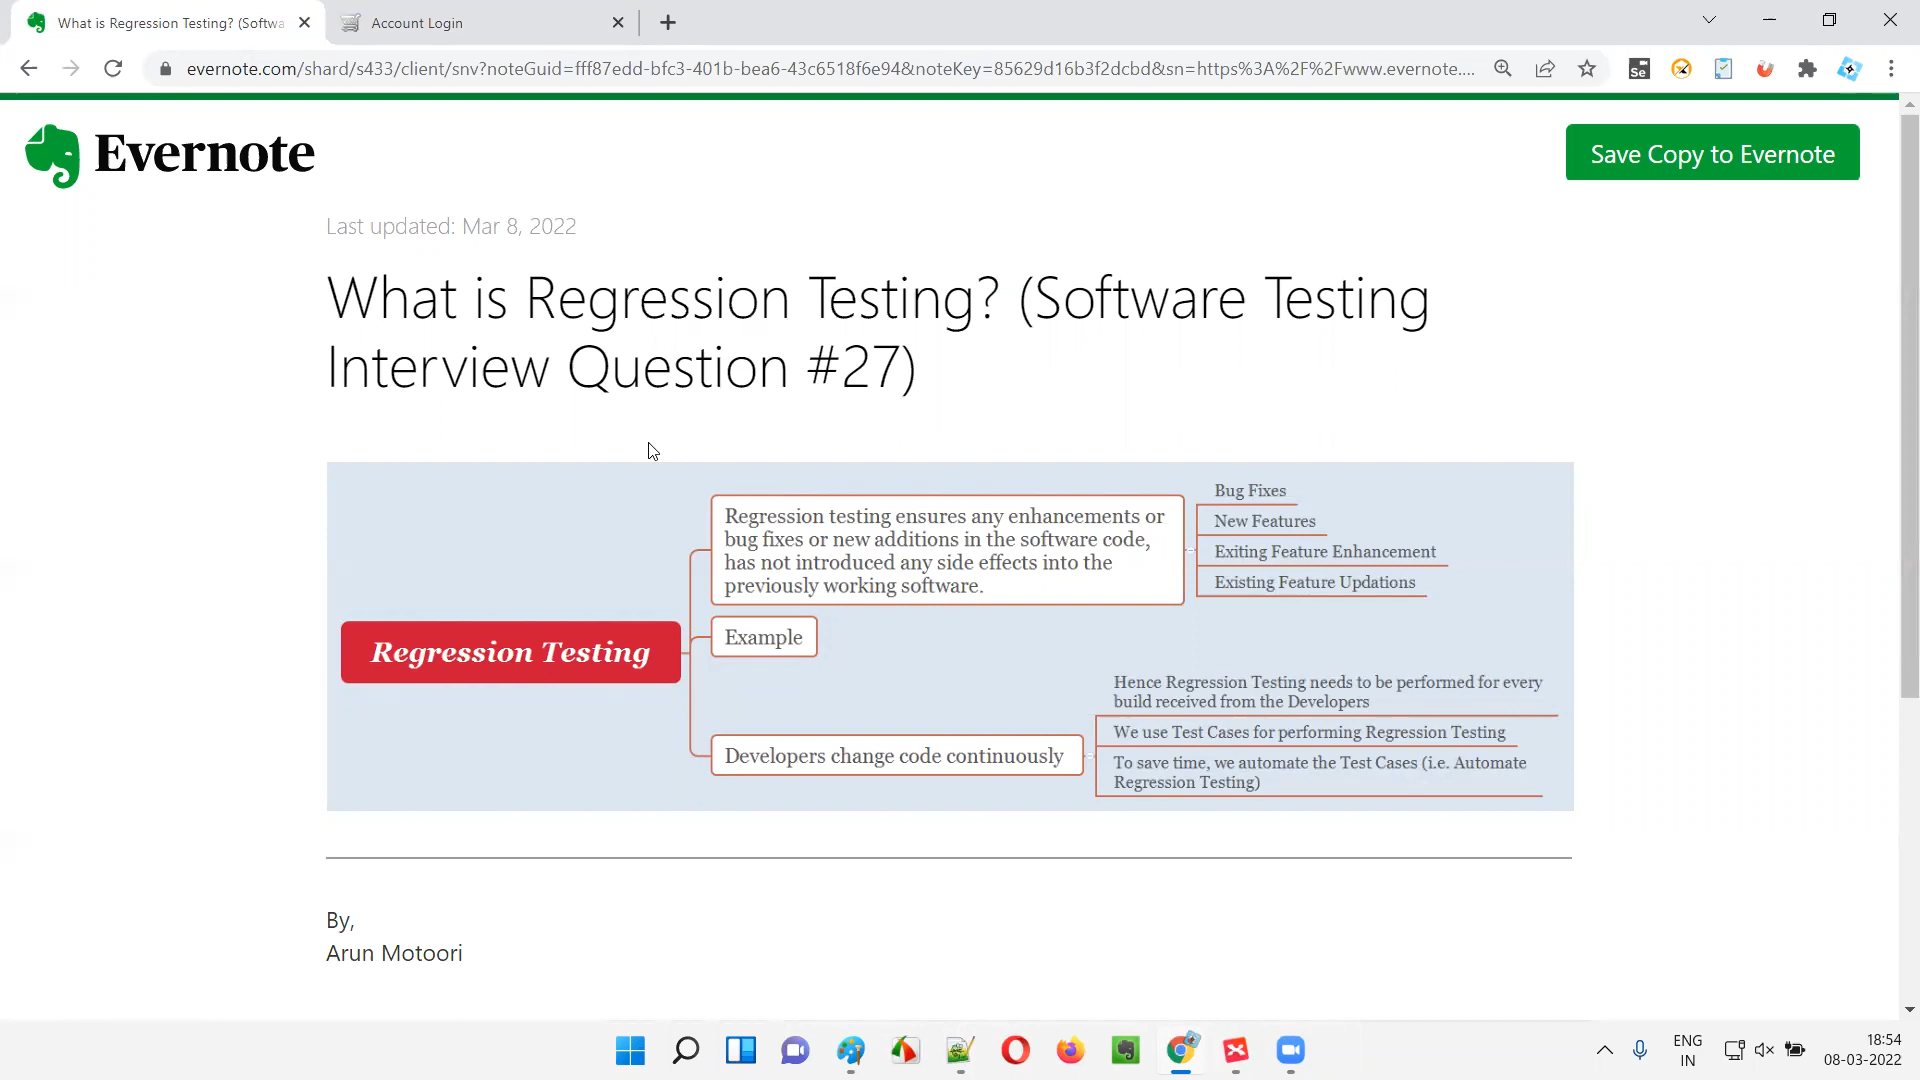 What is Regression Testing? (Softwa
Account Login
evernote.com/shard/s433/client/snv?noteGuid=fff87edd-bfc3-401b-bea6-43c6518f6e94&noteKey=85629d16b3f2dcbd&sn=https%3A%2F%2Fwww.evernote....
Se
Evernote
Save Copy to Evernote
Last updated: Mar 8, 2022
What is Regression Testing? (Software Testing
Interview Question #27)
Regression Testing
Regression testing ensures any enhancements or
bug fixes or new additions in the software code,
has not introduced any side effects into the
previously working software.
Bug Fixes
New Features
Exiting Feature Enhancement
Existing Feature Updations
Example
Developers change code continuously
Hence Regression Testing needs to be performed for every
build received from the Developers
We use Test Cases for performing Regression Testing
To save time, we automate the Test Cases (i.e. Automate
Regression Testing)
By,
Arun Motoori
ENG
IN
18:54
08-03-2022